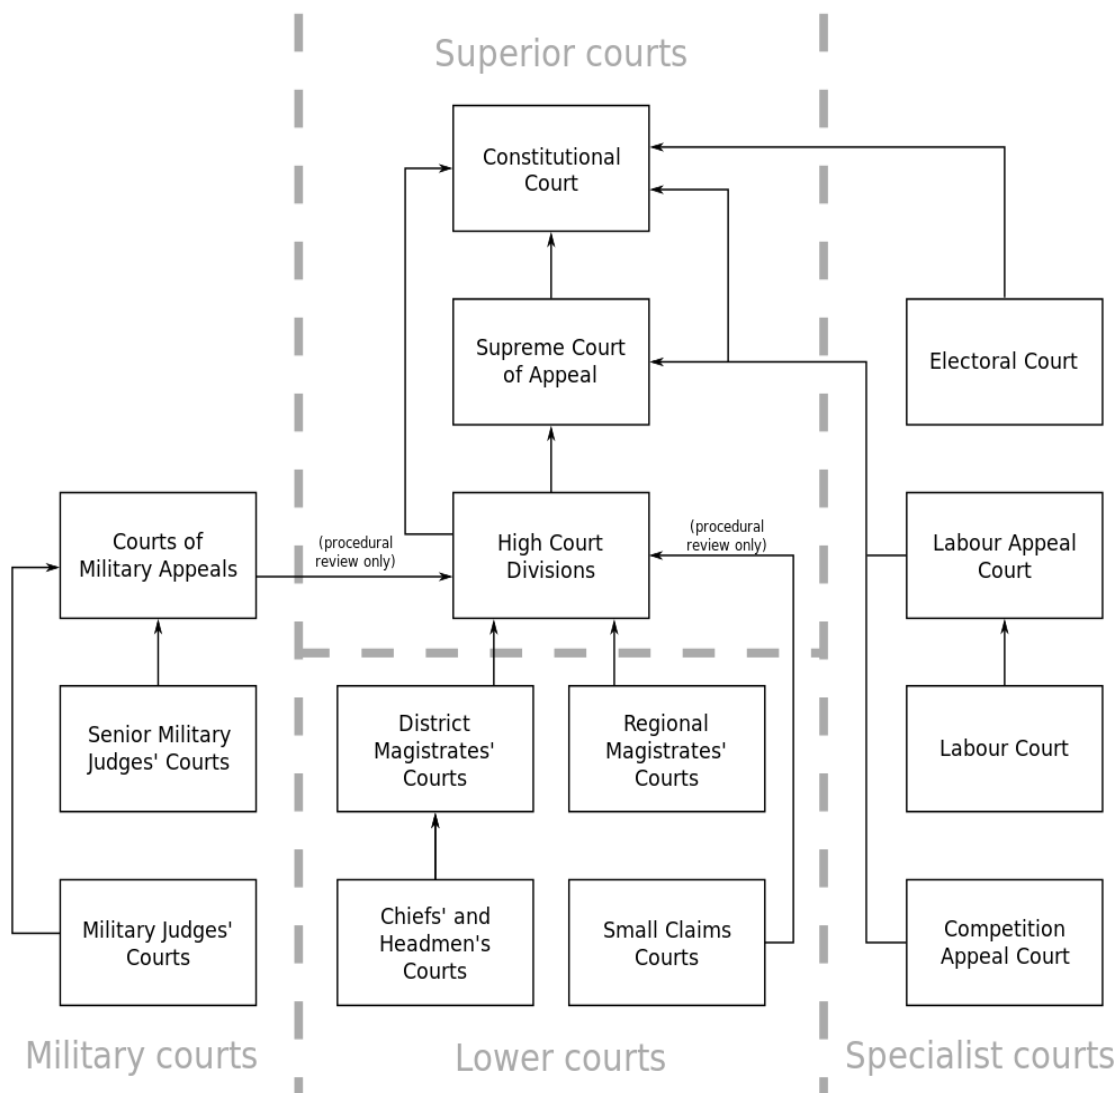 Superior courts
Constitutional
Court
Supreme Court
of Appeal
Electoral Court
Courts of
Military Appeals
(procedural
review only)
High Court
Divisions
(procedural
review only)
Labour Appeal
Court
Senior Military
Judges' Courts
District
Magistrates'
Courts
Regional
Magistrates'
Courts
Labour Court
Military Judges'
Courts
Chiefs' and
Headmen's
Courts
Small Claims
Courts
Competition
Appeal Court
Military courts
Lower courts
Specialist courts